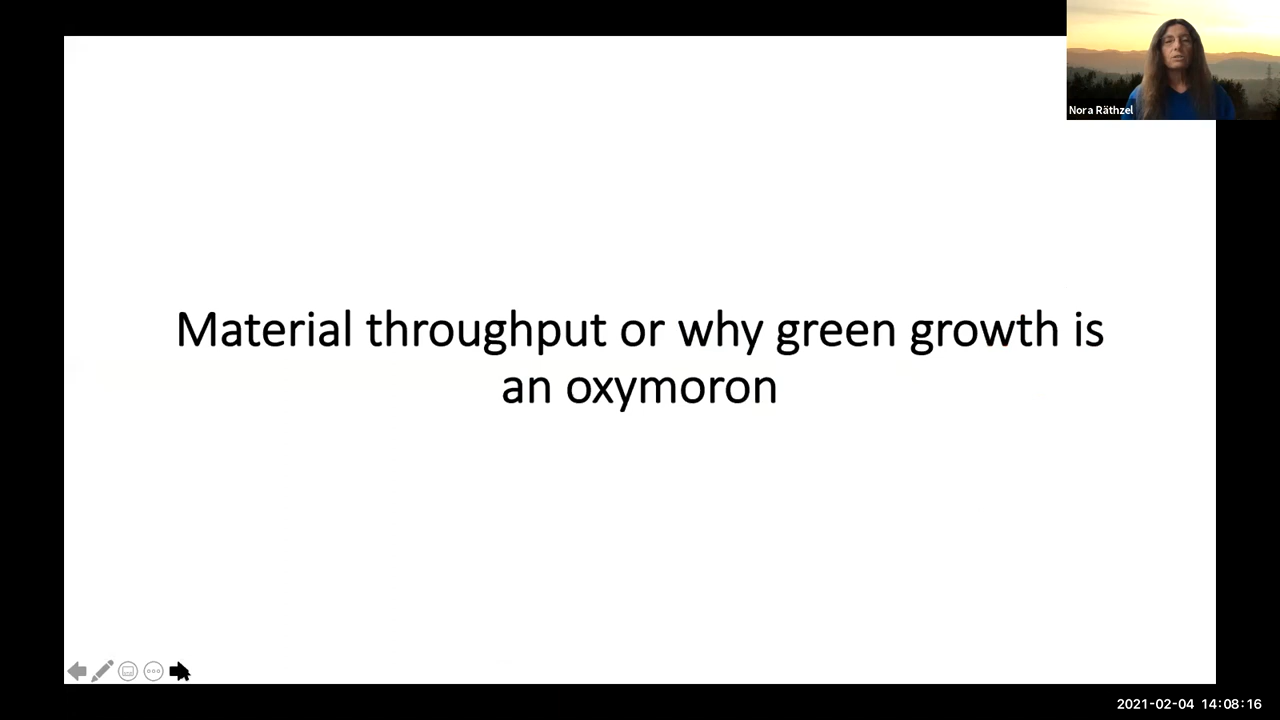 Nora Räthzel
Material throughput or why green growth is
an oxymoron
2021-02-04 14:08:16